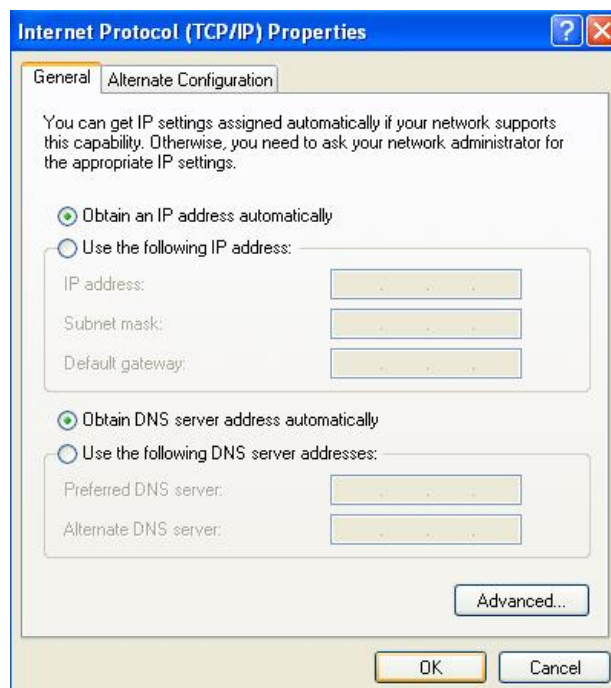 Internet Protocol (TCP/IP) Properties
General
Alternate Configuration
You can get IP settings assigned automatically if your network supports
this capability. Otherwise, you need to ask your network administrator for
the appropriate IP settings.
Obtain an IP address automatically
Use the following IP address:
IP address:
Subnet mask:
Default gateway:
Obtain DNS server address automatically
Use the following DNS server addresses:
Preferred DNS server:
Alternate DNS server:
Advanced...
OK
Cancel